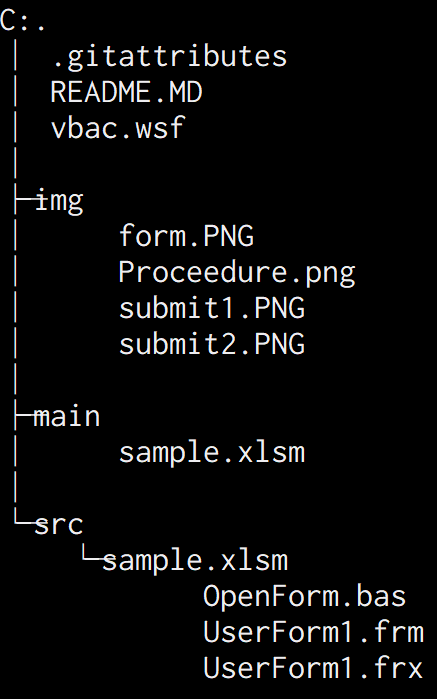 C:.
│  .gitattributes
│  README.MD
│  vbac.wsf
│
├─img
│      form.PNG
│      Proceedure.png
│      submit1.PNG
│      submit2.PNG
│
├─main
│      sample.xlsm
│
└─src
    └─sample.xlsm
            OpenForm.bas
            UserForm1.frm
            UserForm1.frx